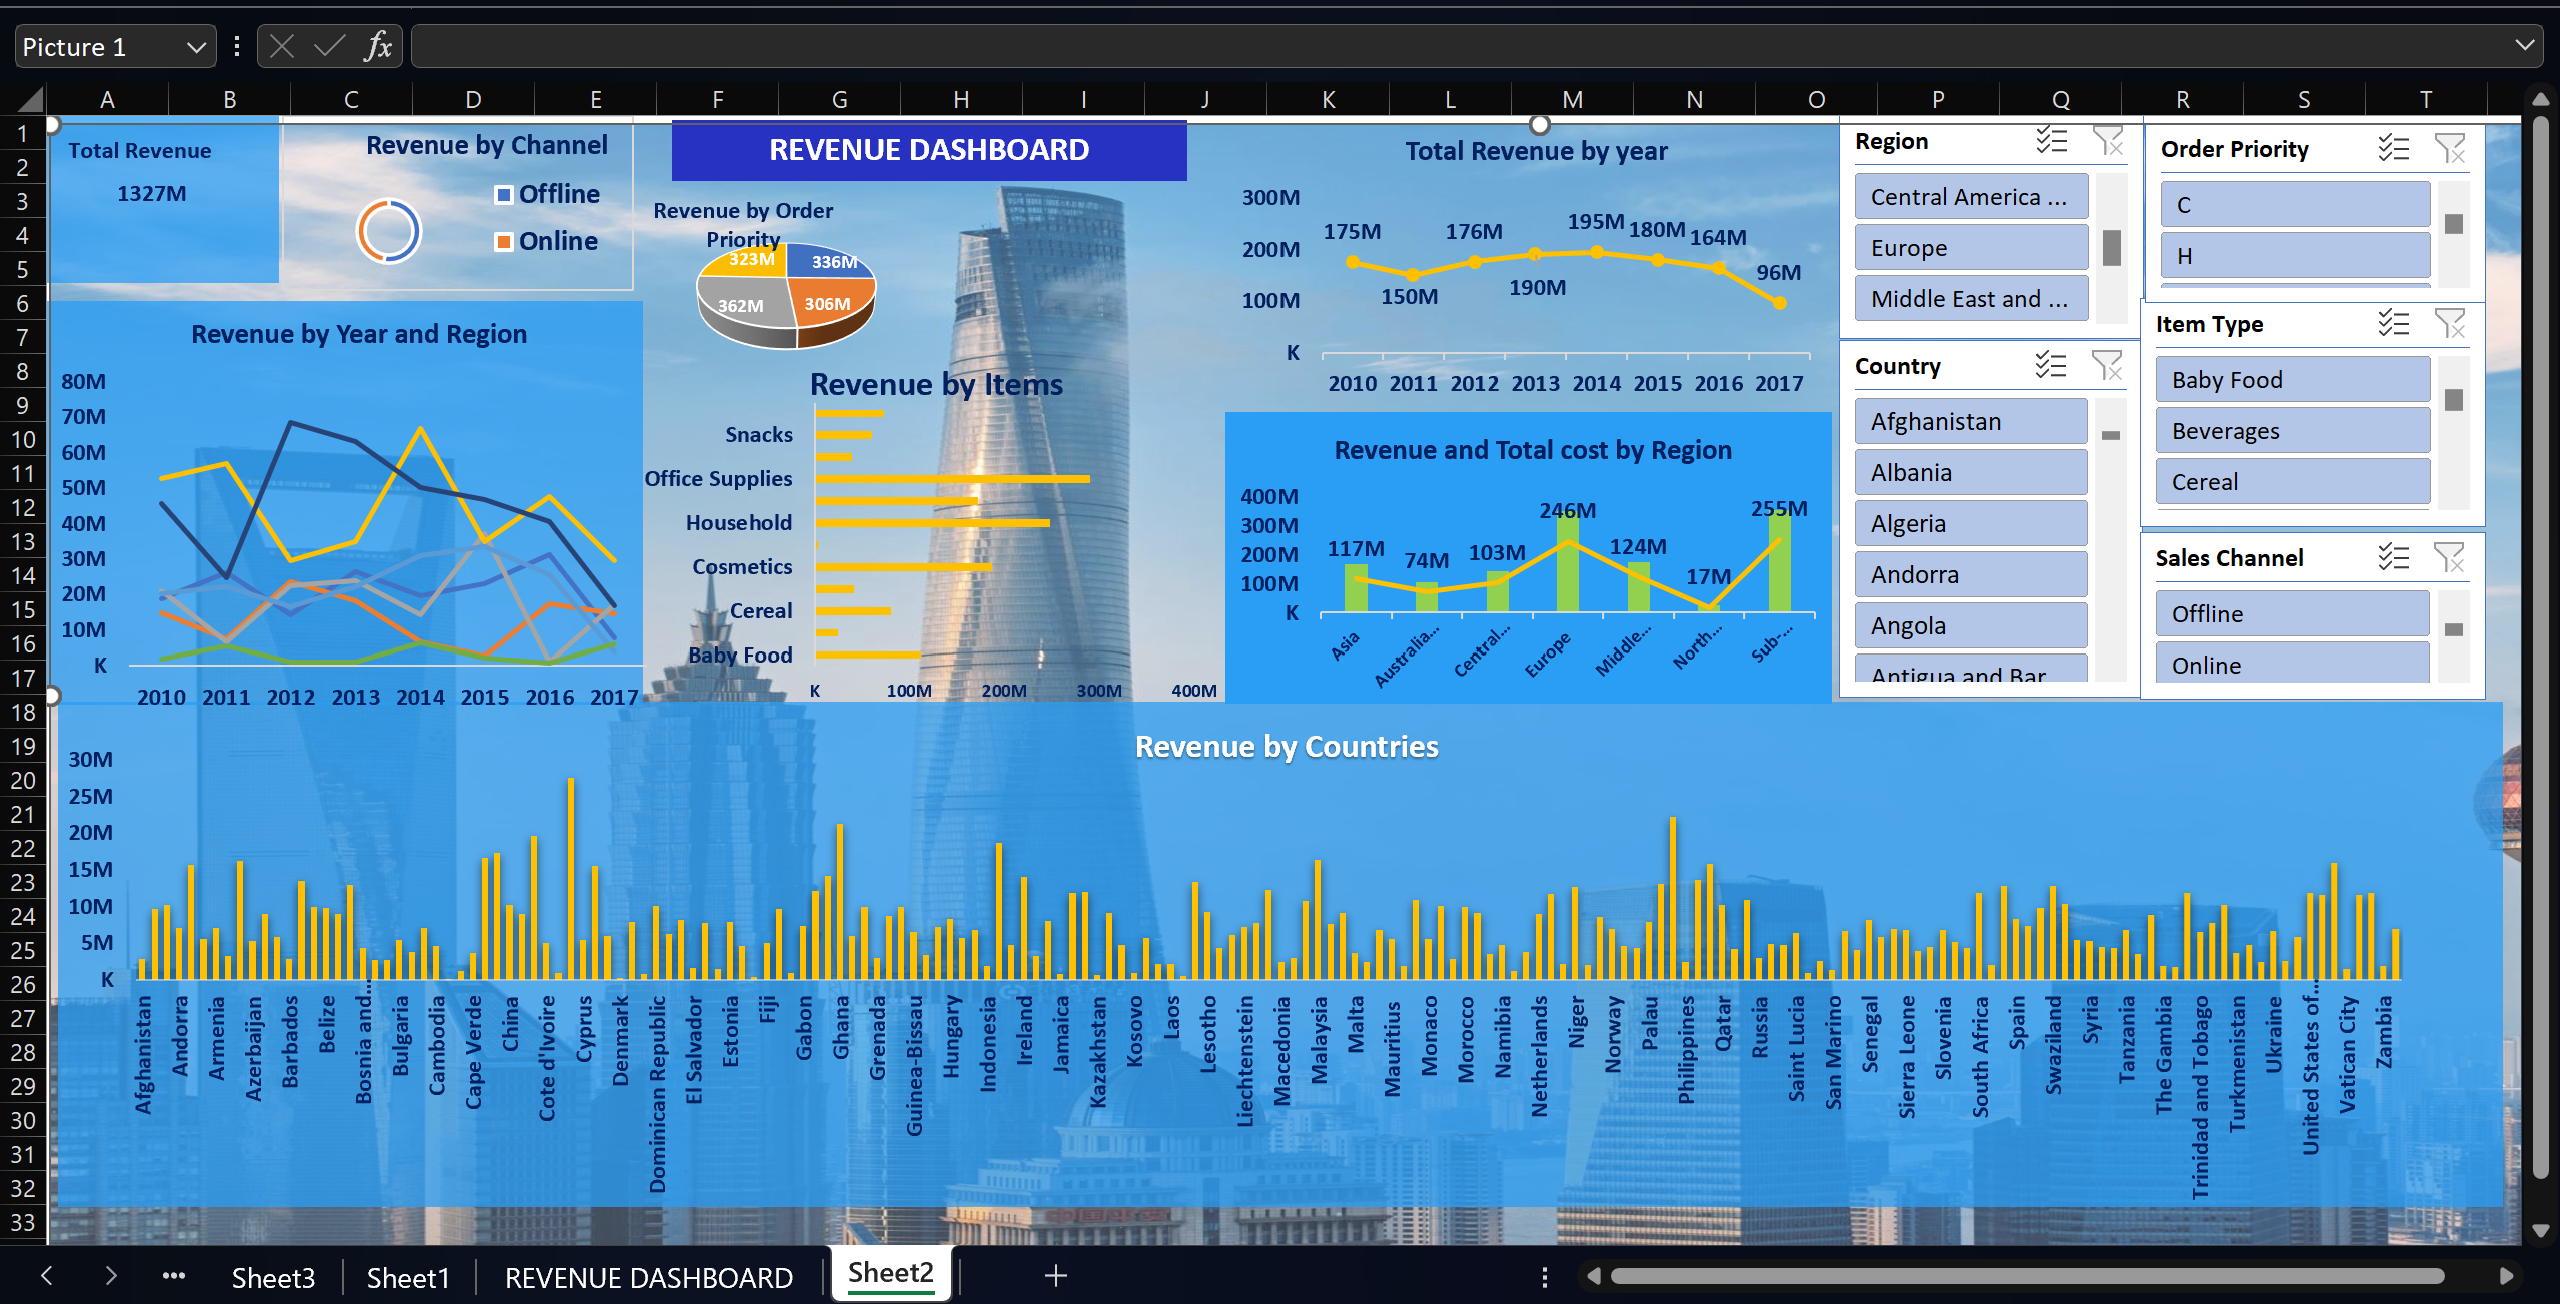 Picture 1
fx
A B C D E F G H I J K L M N O P Q R S T
1
2
3
4
5
6
7
8
9
10
11
12
13
14
15
16
17
18
19
20
21
22
23
24
25
26
27
28
29
30
31
32
33
Total Revenue
1327M
Revenue by Channel
Offline
Online
REVENUE DASHBOARD
Revenue by Order
Priority
323M
336M
362M
306M
Total Revenue by year
300M
200M
100M
K
175M
150M
176M
190M
195M
180M
164M
96M
2010 2011 2012 2013 2014 2015 2016 2017
Revenue by Year and Region
80M
70M
60M
50M
40M
30M
20M
10M
K
2010 2011 2012 2013 2014 2015 2016 2017
Revenue by Items
Snacks
Office Supplies
Household
Cosmetics
Cereal
Baby Food
K 100M 200M 300M 400M
Revenue and Total cost by Region
400M
300M
200M
100M
K
117M
74M
103M
246M
124M
17M
255M
Asia
Australia...
Central...
Europe
Middle...
North...
Sub-...
Region
Central America ...
Europe
Middle East and ...
Country
Afghanistan
Albania
Algeria
Andorra
Angola
Antigua and Bar
Order Priority
C
H
Item Type
Baby Food
Beverages
Cereal
Sales Channel
Offline
Online
Revenue by Countries
30M
25M
20M
15M
10M
5M
K
Afghanistan
Andorra
Armenia
Azerbaijan
Barbados
Belize
Bosnia and...
Bulgaria
Cambodia
Cape Verde
China
Cote d'Ivoire
Cyprus
Denmark
Dominican Republic
El Salvador
Estonia
Fiji
Gabon
Ghana
Grenada
Guinea-Bissau
Hungary
Indonesia
Ireland
Jamaica
Kazakhstan
Kosovo
Laos
Lesotho
Liechtenstein
Macedonia
Malaysia
Malta
Mauritius
Monaco
Morocco
Namibia
Netherlands
Niger
Norway
Palau
Philippines
Qatar
Russia
Saint Lucia
San Marino
Senegal
Sierra Leone
Slovenia
South Africa
Spain
Swaziland
Syria
Tanzania
The Gambia
Trinidad and Tobago
Turkmenistan
Ukraine
United States of...
Vatican City
Zambia
Sheet3
Sheet1
REVENUE DASHBOARD
Sheet2